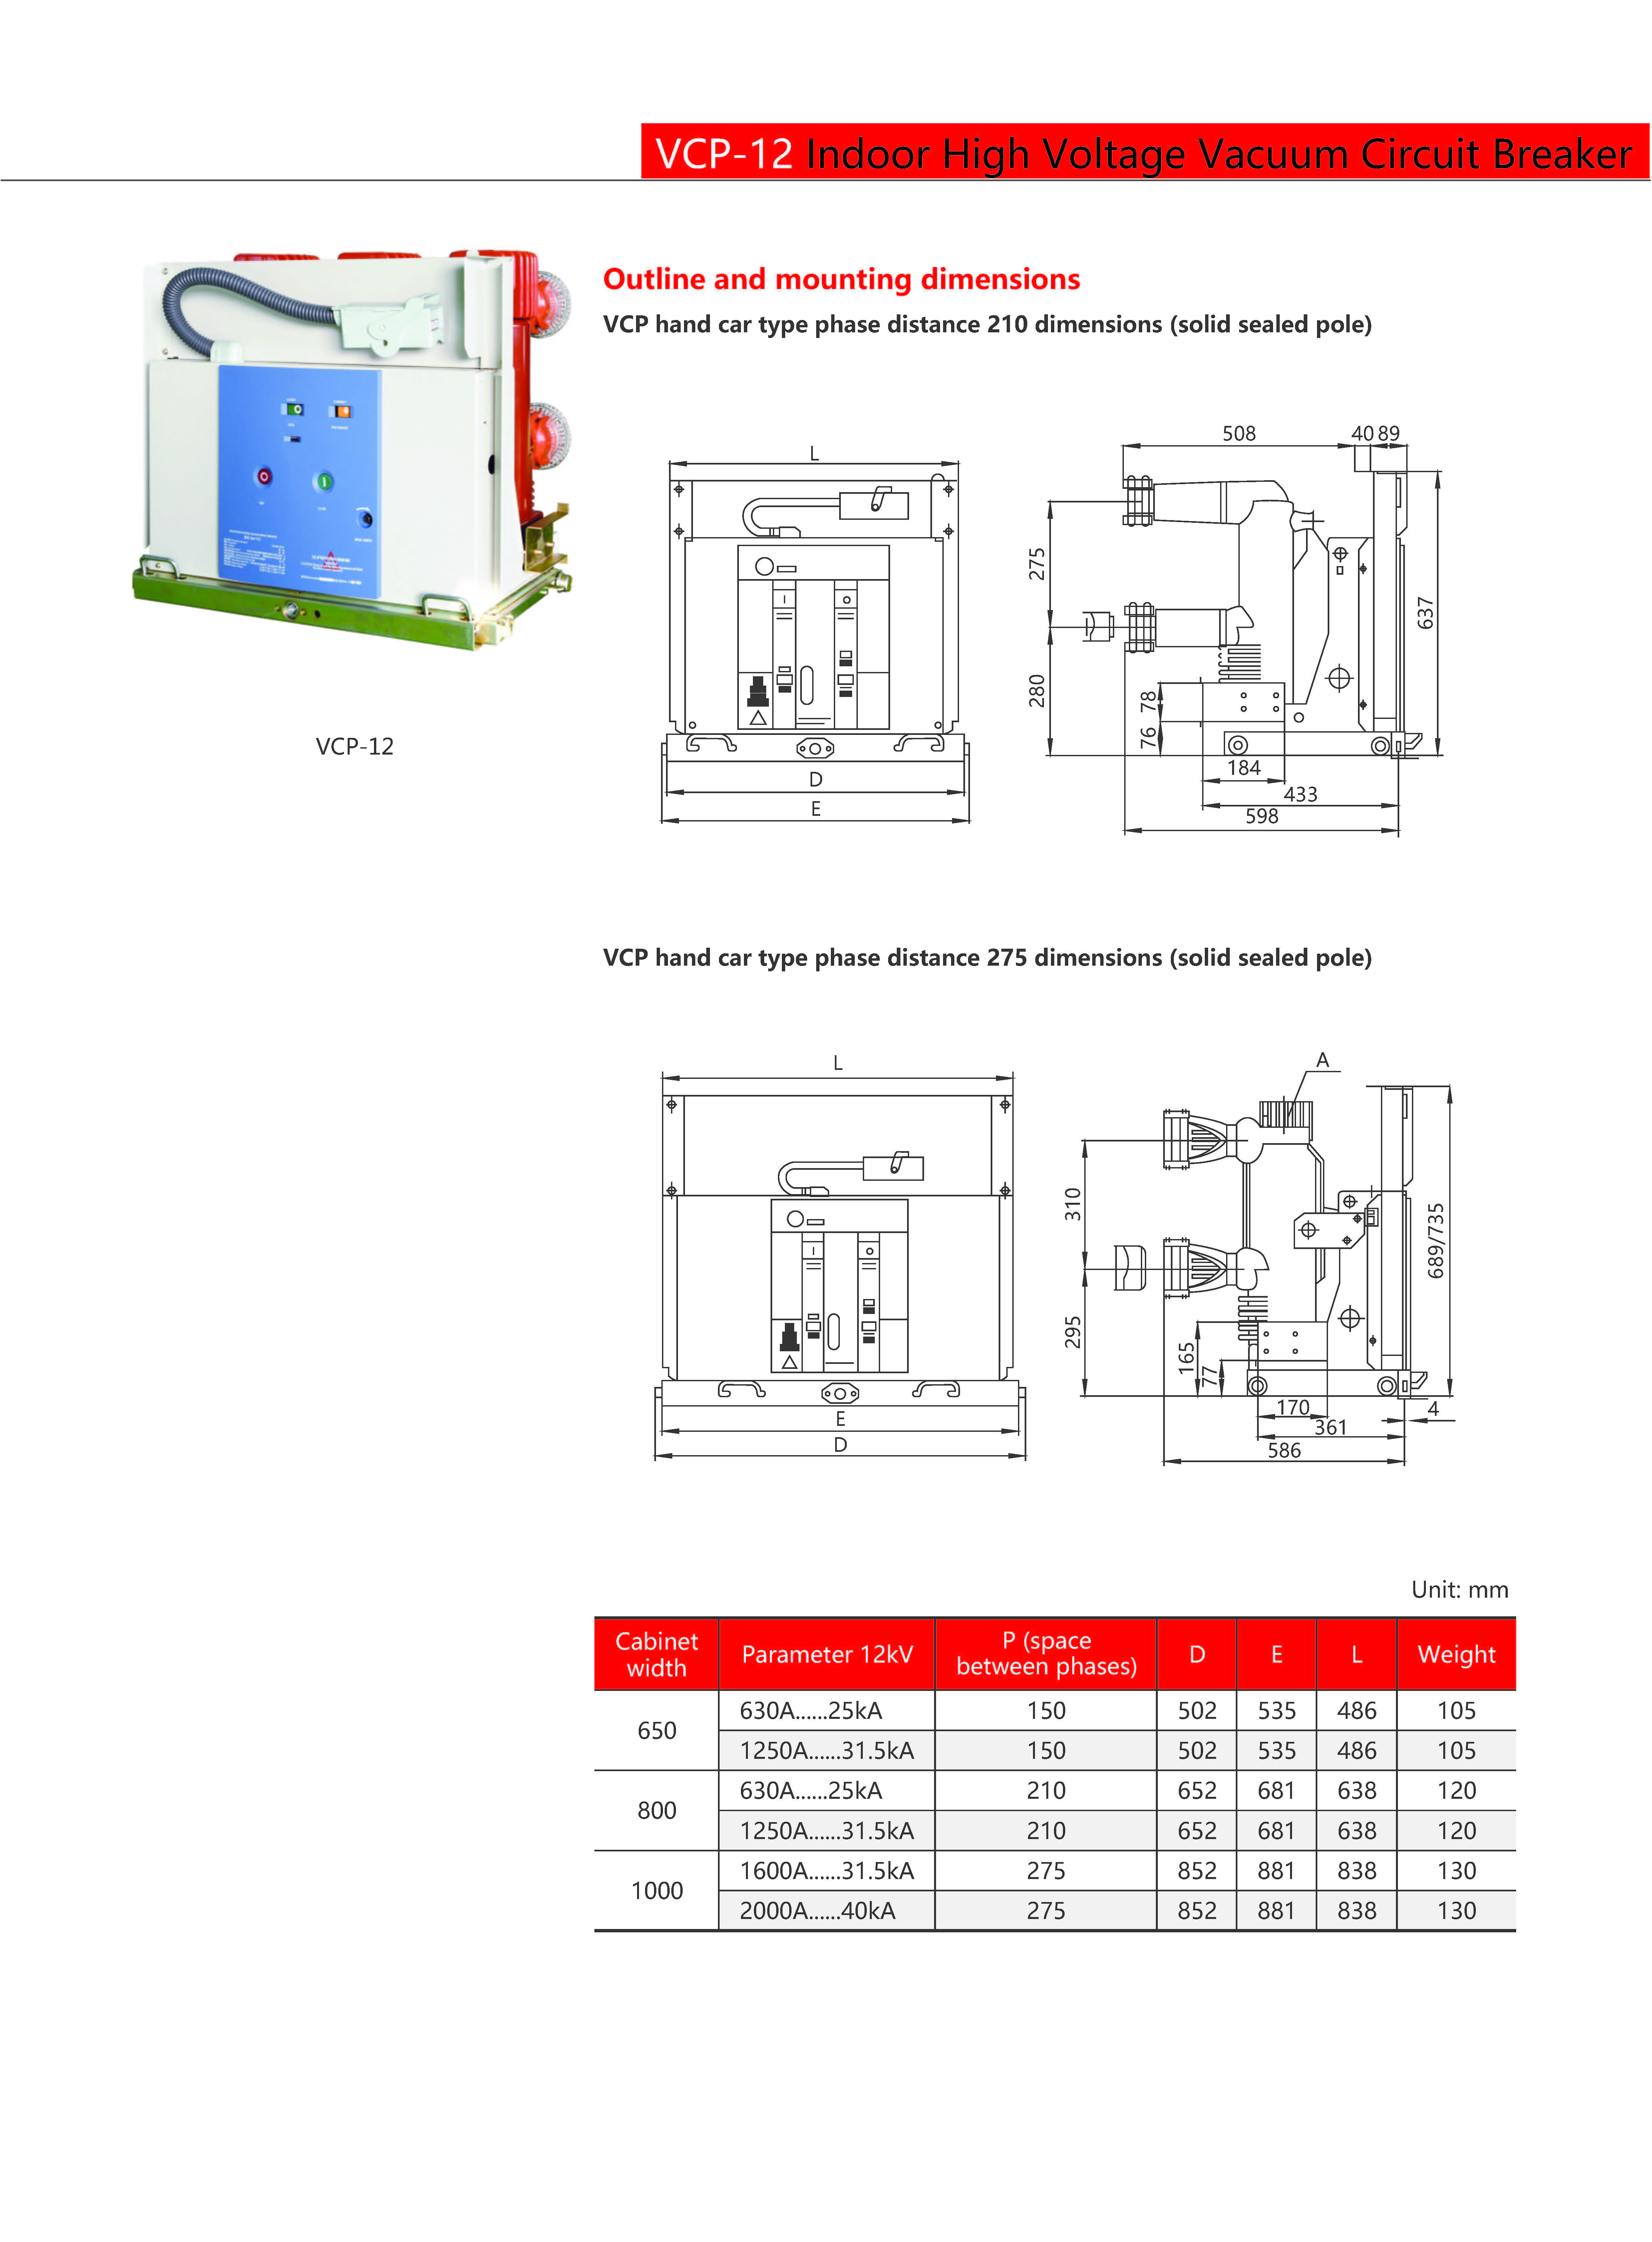 VCP-12 Indoor High Voltage Vacuum Circuit Breaker
Outline and mounting dimensions
VCP hand car type phase distance 210 dimensions (solid sealed pole)
VCP-12
L
D
E
508
40 89
275
280
637
78
76
184
433
598
VCP hand car type phase distance 275 dimensions (solid sealed pole)
L
E
D
A
310
295
689/735
165
77
170
361
4
586
Unit: mm
Cabinet width Parameter 12kV P (space between phases) D E L Weight
650 630A......25kA 150 502 535 486 105
1250A......31.5kA 150 502 535 486 105
800 630A......25kA 210 652 681 638 120
1250A......31.5kA 210 652 681 638 120
1000 1600A......31.5kA 275 852 881 838 130
2000A......40kA 275 852 881 838 130